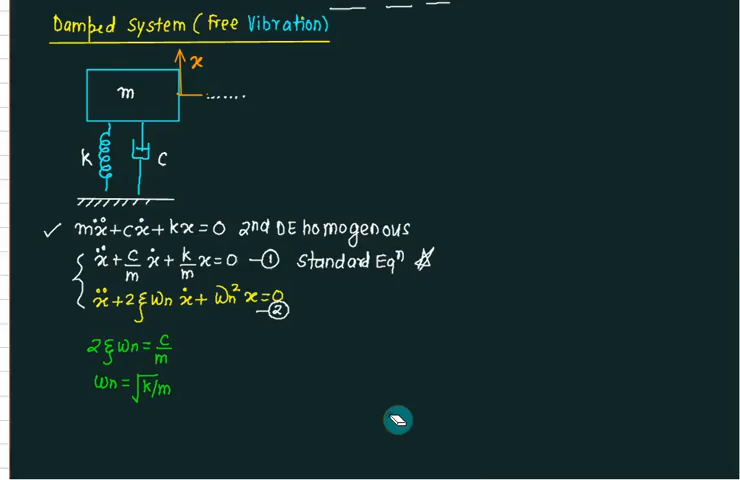 Damped System (Free Vibration)
x
m
k
c
mẍ+cẋ+kx=0 2nd DE homogenous
ẍ+c/m ẋ+k/m x=0 —① Standard Eqⁿ
ẍ+2ξωn ẋ+ωn²x=0
—②
2ξωn=c/m
ωn=√k/m